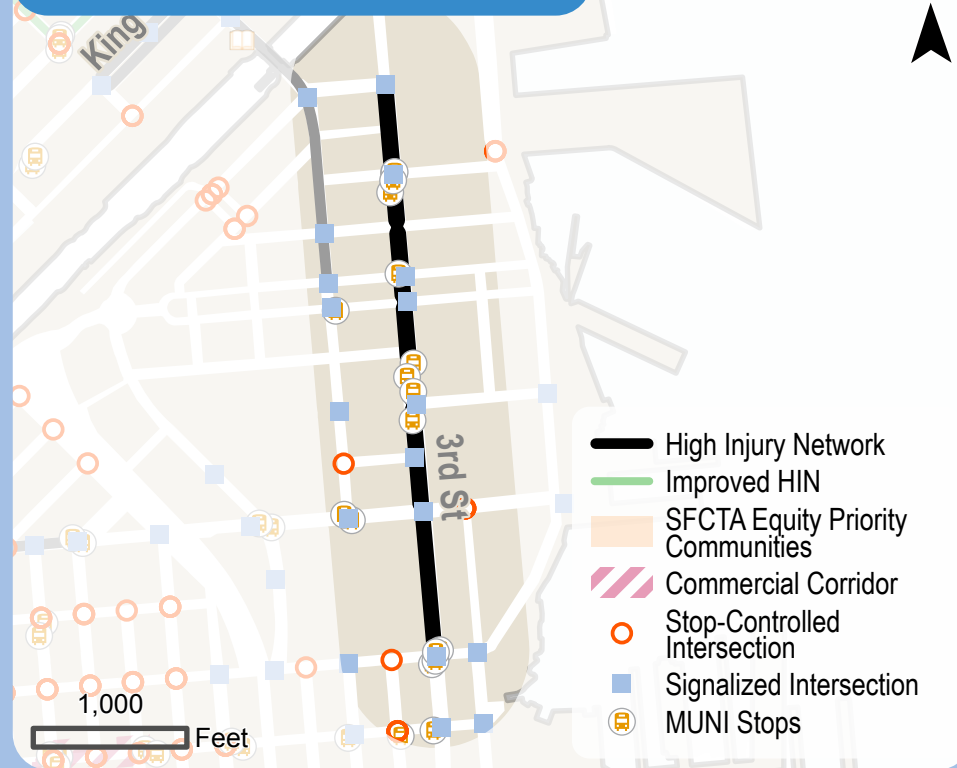 King
3rd St
High Injury Network
Improved HIN
SFCTA Equity Priority
Communities
Commercial Corridor
Stop-Controlled
Intersection
Signalized Intersection
MUNI Stops
1,000
Feet